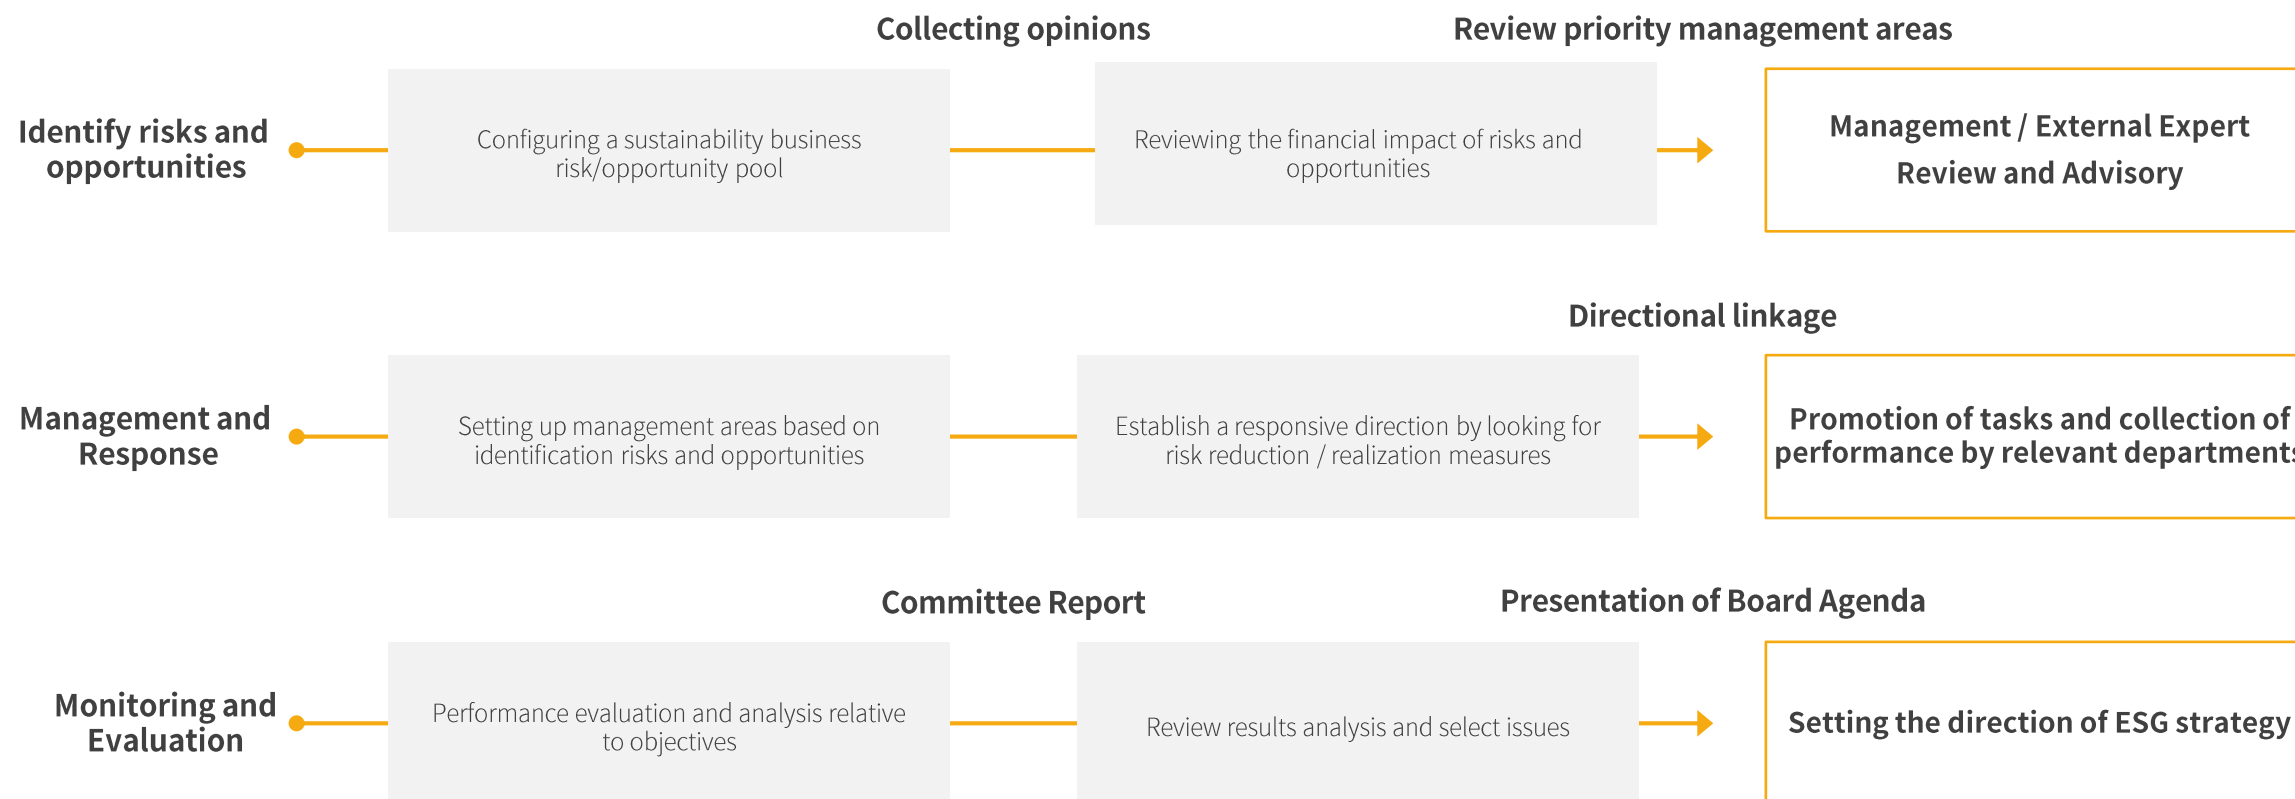 Collecting opinions
Review priority management areas
Identify risks and
opportunities
Configuring a sustainability business
risk/opportunity pool
Reviewing the financial impact of risks and
opportunities
Management / External Expert
Review and Advisory
Directional linkage
Management and
Response
Setting up management areas based on
identification risks and opportunities
Establish a responsive direction by looking for
risk reduction / realization measures
Promotion of tasks and collection of
performance by relevant departments
Committee Report
Presentation of Board Agenda
Monitoring and
Evaluation
Performance evaluation and analysis relative
to objectives
Review results analysis and select issues
Setting the direction of ESG strategy